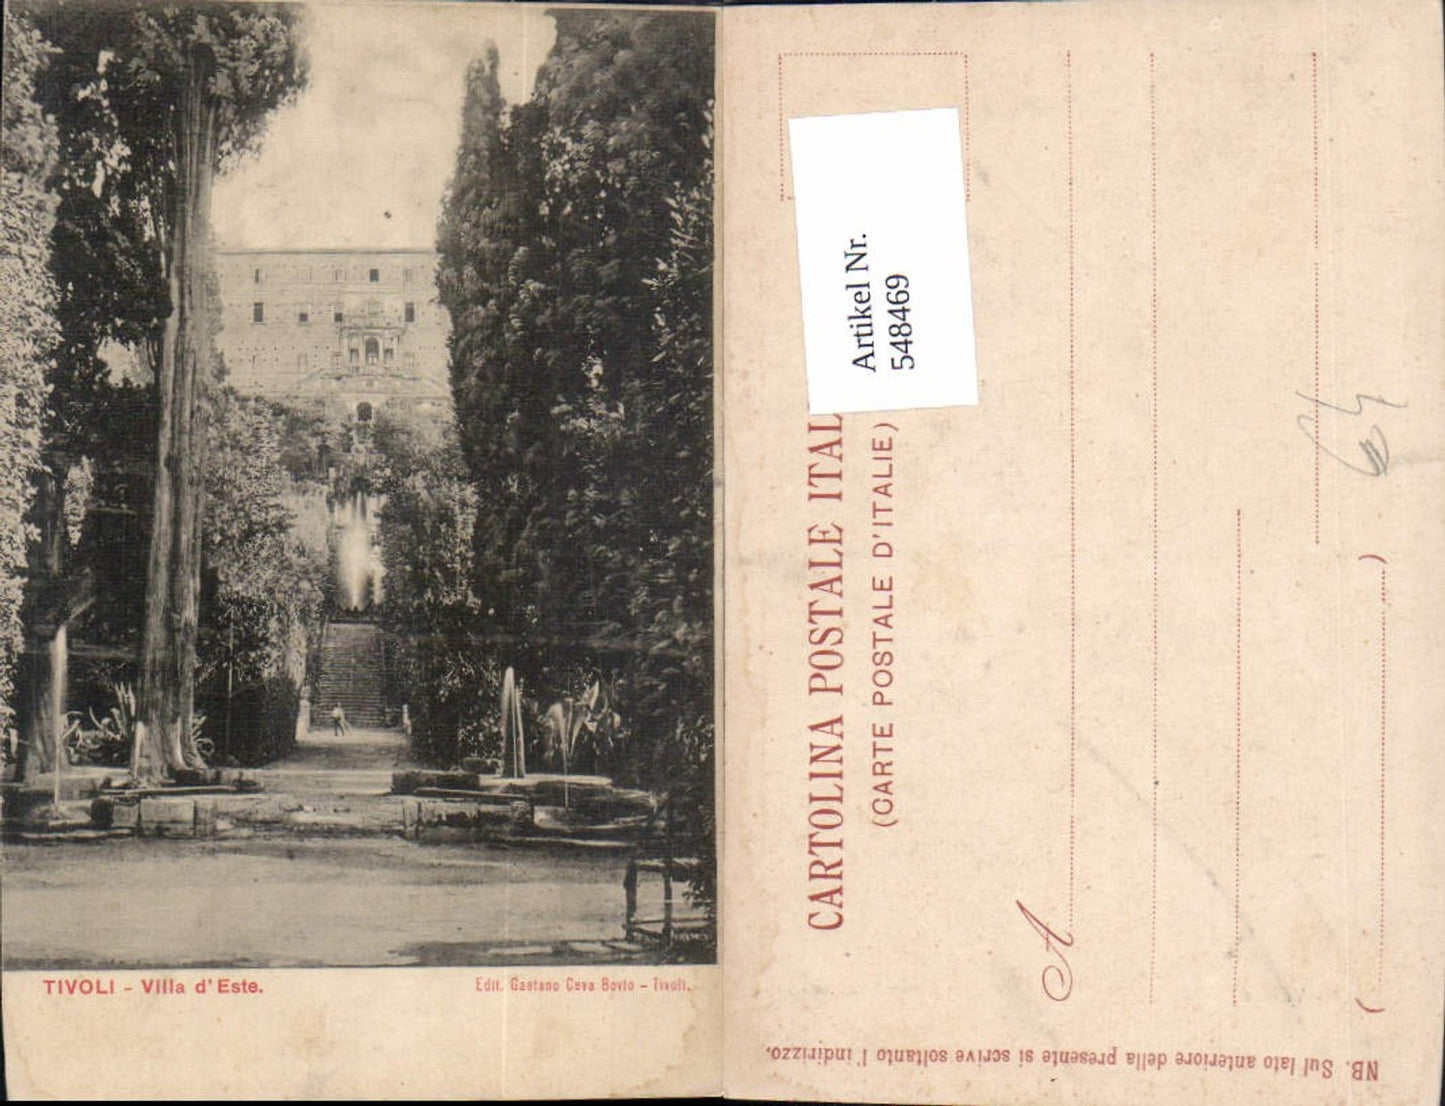 TIVOLI - Villa d'Este.
Edit. Gaetano Ceva Bovio - Tivoli.
Artikel Nr.
548469
CARTOLINA POSTALE ITAL
(CARTE POSTALE D'ITALIE)
A
NB. Sul lato anteriore della presente si scrive soltanto l'indirizzo.